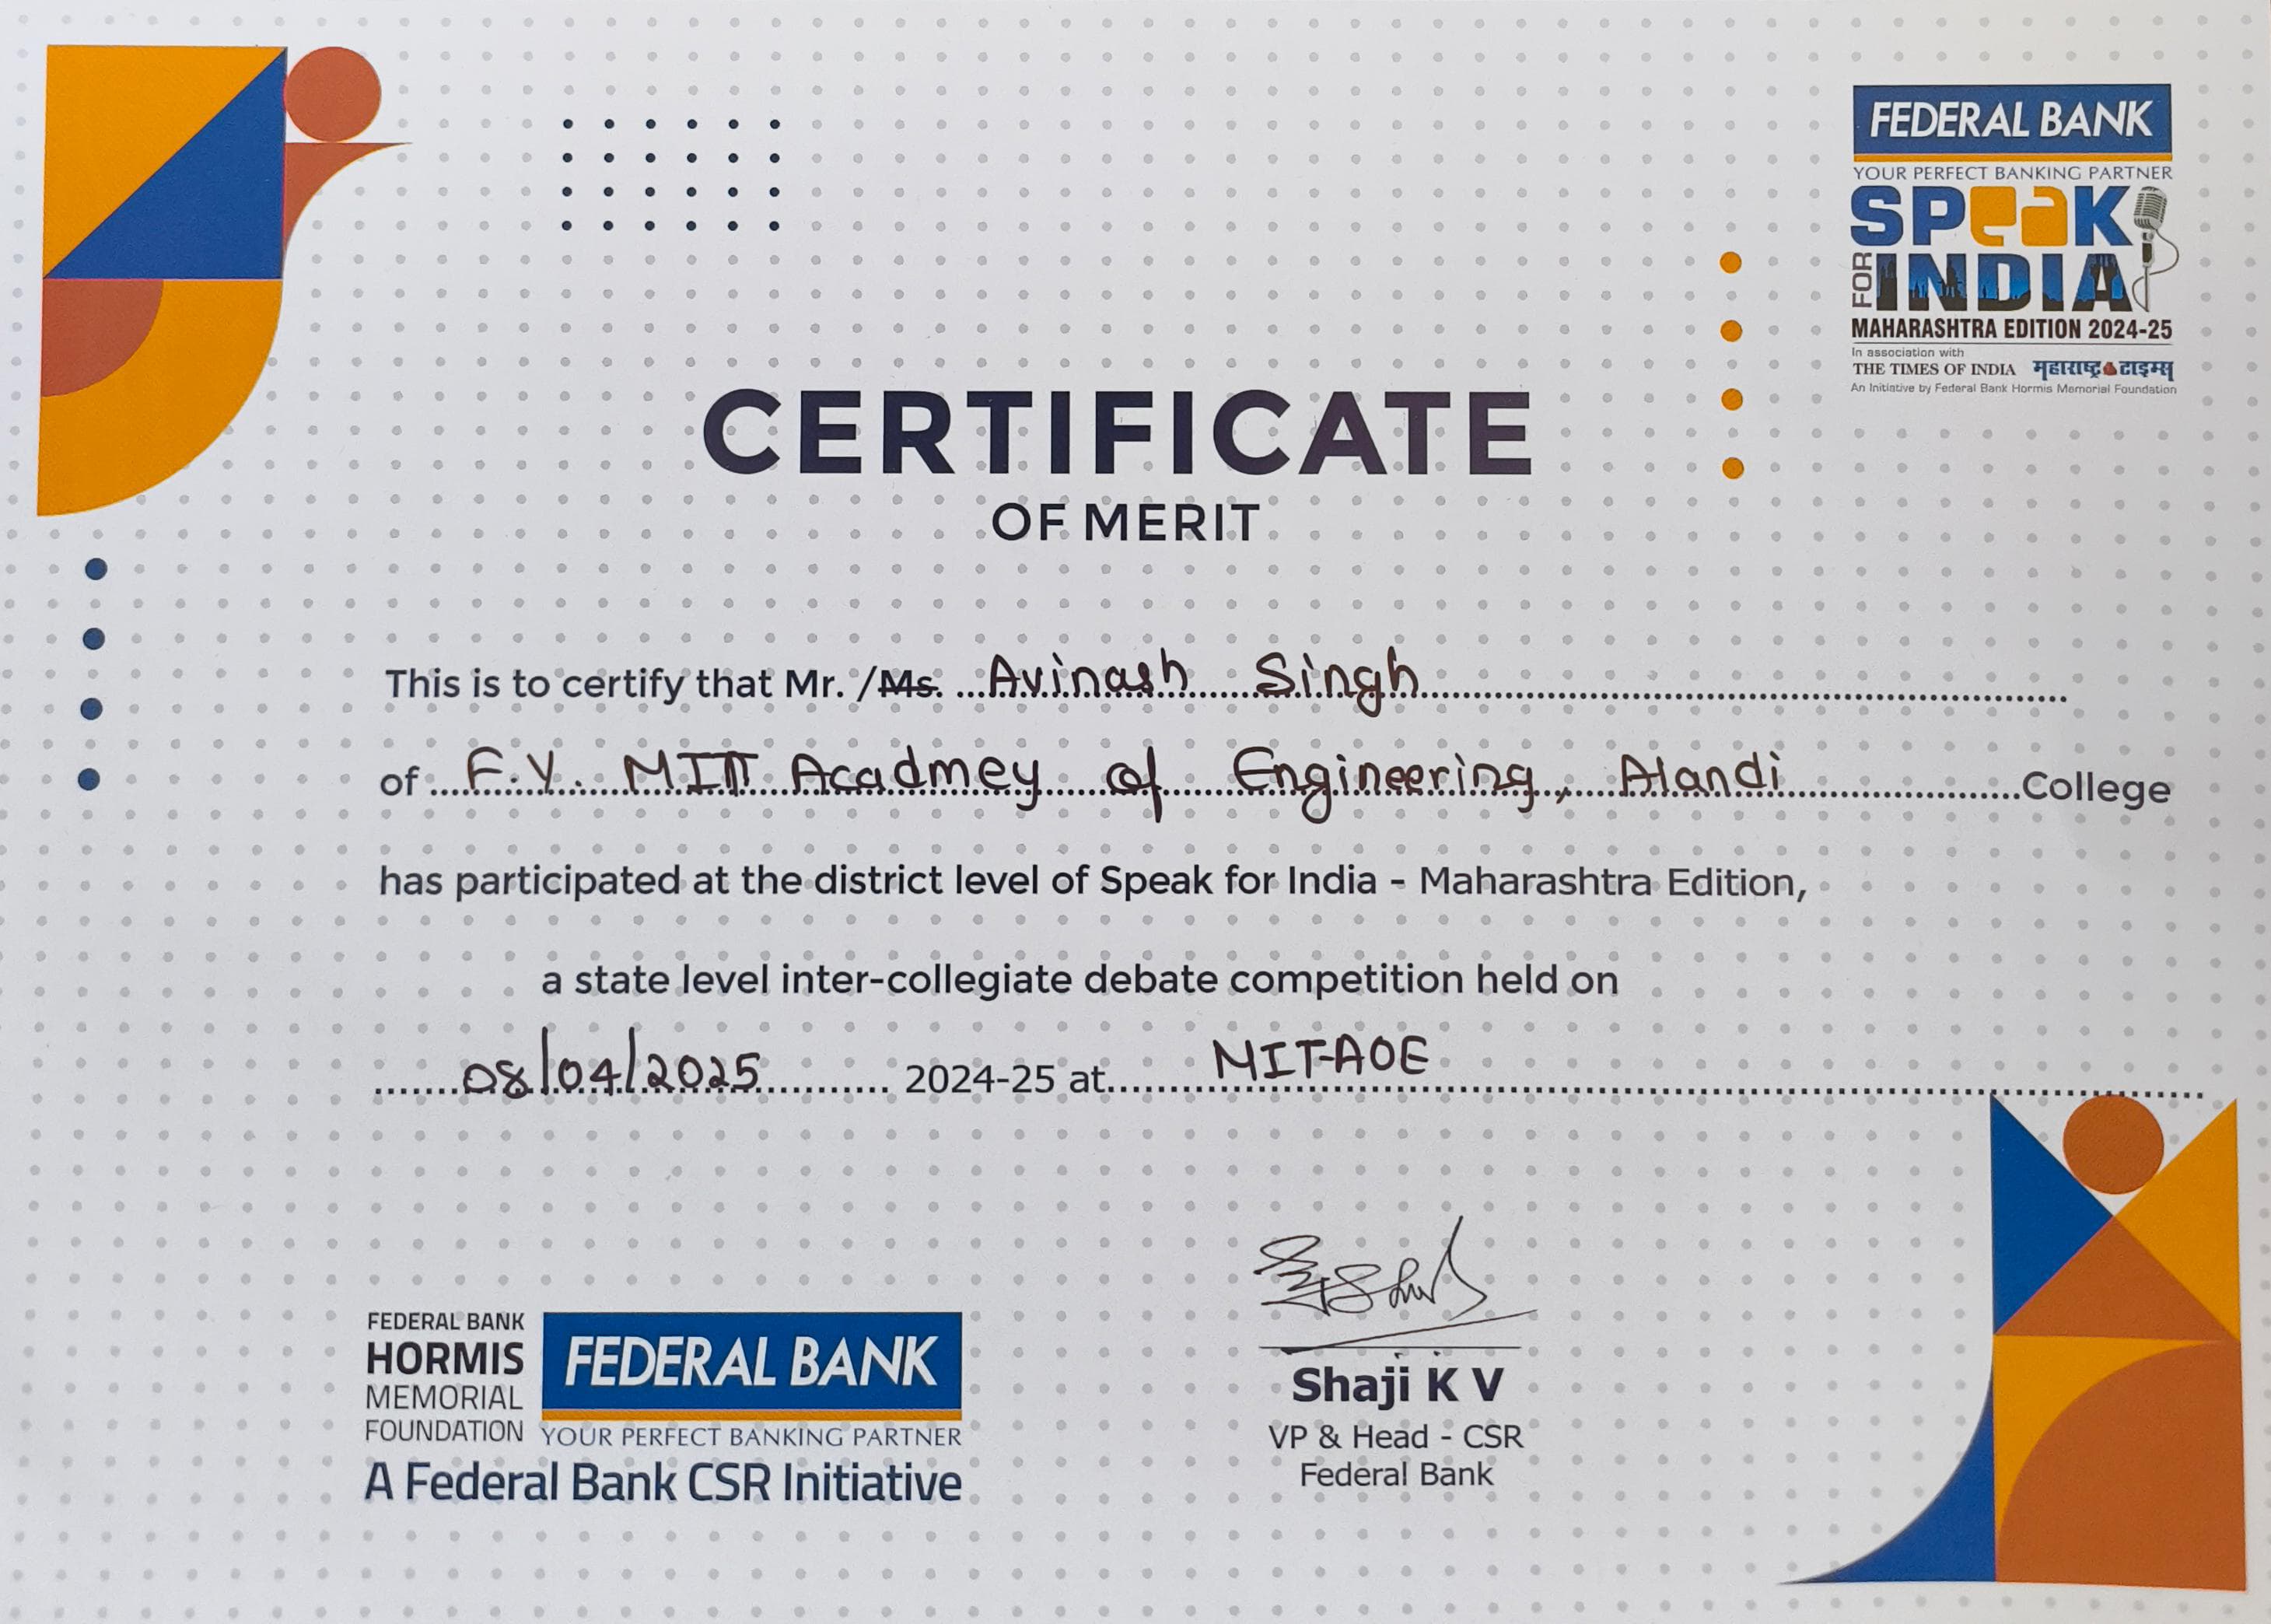 FEDERAL BANK
YOUR PERFECT BANKING PARTNER
SPeaK
FOR INDIA
MAHARASHTRA EDITION 2024-25
In association with
THE TIMES OF INDIA महाराष्ट्र टाइम्स
An Initiative by Federal Bank Hormis Memorial Foundation
CERTIFICATE
OF MERIT
This is to certify that Mr. /Ms. Avinash Singh
of F.Y. MIT Acadmey of Engineering, Alandi College
has participated at the district level of Speak for India - Maharashtra Edition,
a state level inter-collegiate debate competition held on
08/04/2025 2024-25 at MIT-AOE
FEDERAL BANK
HORMIS
MEMORIAL
FOUNDATION
FEDERAL BANK
YOUR PERFECT BANKING PARTNER
A Federal Bank CSR Initiative
Shaji K V
VP & Head - CSR
Federal Bank